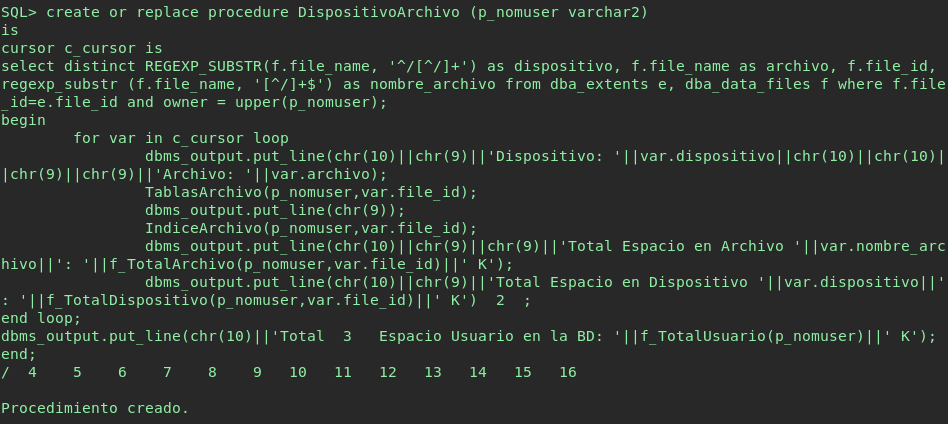 SQL> create or replace procedure DispositivoArchivo (p_nomuser varchar2)
is
cursor c_cursor is
select distinct REGEXP_SUBSTR(f.file_name, '^/[^/]+') as dispositivo, f.file_name as archivo, f.file_id,
regexp_substr (f.file_name, '[^/]+$') as nombre_archivo from dba_extents e, dba_data_files f where f.file
_id=e.file_id and owner = upper(p_nomuser);
begin
        for var in c_cursor loop
                dbms_output.put_line(chr(10)||chr(9)||'Dispositivo: '||var.dispositivo||chr(10)||chr(10)|
|chr(9)||chr(9)||'Archivo: '||var.archivo);
                TablasArchivo(p_nomuser,var.file_id);
                dbms_output.put_line(chr(9));
                IndiceArchivo(p_nomuser,var.file_id);
                dbms_output.put_line(chr(10)||chr(9)||chr(9)||'Total Espacio en Archivo '||var.nombre_arc
hivo||': '||f_TotalArchivo(p_nomuser,var.file_id)||' K');
                dbms_output.put_line(chr(10)||chr(9)||'Total Espacio en Dispositivo '||var.dispositivo||'
: '||f_TotalDispositivo(p_nomuser,var.file_id)||' K')  2  ;
end loop;
dbms_output.put_line(chr(10)||'Total  3   Espacio Usuario en la BD: '||f_TotalUsuario(p_nomuser)||' K');
end;
/  4    5    6    7    8    9   10   11   12   13   14   15   16

Procedimiento creado.